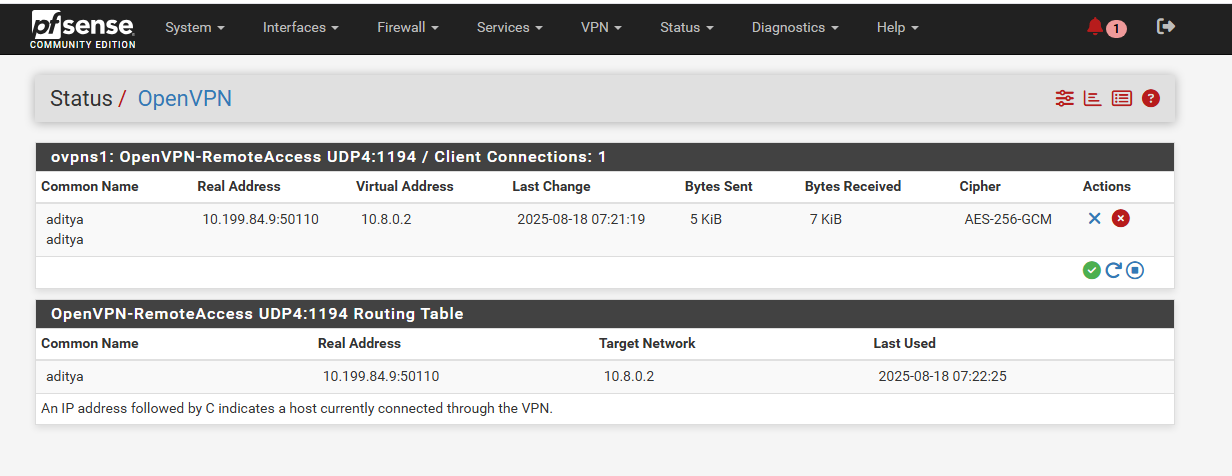 pfsense
COMMUNITY EDITION
System Interfaces Firewall Services VPN Status Diagnostics Help 1
Status / OpenVPN
ovpns1: OpenVPN-RemoteAccess UDP4:1194 / Client Connections: 1
Common Name Real Address Virtual Address Last Change Bytes Sent Bytes Received Cipher Actions
aditya 10.199.84.9:50110 10.8.0.2 2025-08-18 07:21:19 5 KiB 7 KiB AES-256-GCM
aditya
OpenVPN-RemoteAccess UDP4:1194 Routing Table
Common Name Real Address Target Network Last Used
aditya 10.199.84.9:50110 10.8.0.2 2025-08-18 07:22:25
An IP address followed by C indicates a host currently connected through the VPN.